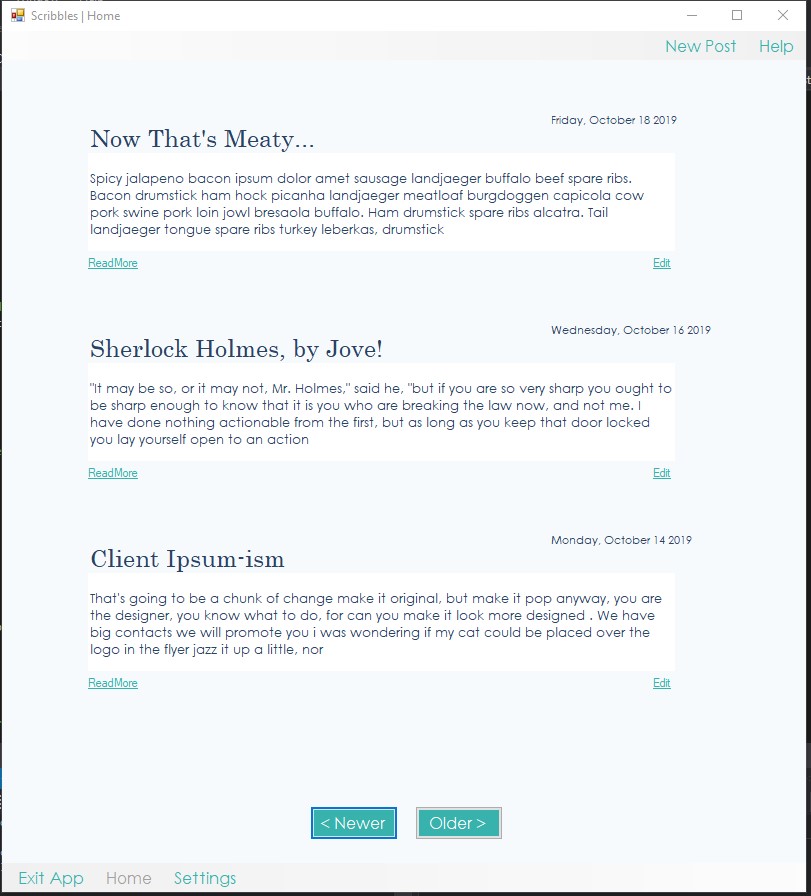 Scribbles | Home
New Post Help
Friday, October 18 2019
Now That's Meaty...
Spicy jalapeno bacon ipsum dolor amet sausage landjaeger buffalo beef spare ribs.
Bacon drumstick ham hock picanha landjaeger meatloaf burgdoggen capicola cow
pork swine pork loin jowl bresaola buffalo. Ham drumstick spare ribs alcatra. Tail
landjaeger tongue spare ribs turkey leberkas, drumstick
ReadMore Edit
Wednesday, October 16 2019
Sherlock Holmes, by Jove!
"It may be so, or it may not, Mr. Holmes," said he, "but if you are so very sharp you ought to
be sharp enough to know that it is you who are breaking the law now, and not me. I
have done nothing actionable from the first, but as long as you keep that door locked
you lay yourself open to an action
ReadMore Edit
Monday, October 14 2019
Client Ipsum-ism
That's going to be a chunk of change make it original, but make it pop anyway, you are
the designer, you know what to do, for can you make it look more designed . We have
big contacts we will promote you i was wondering if my cat could be placed over the
logo in the flyer jazz it up a little, nor
ReadMore Edit
< Newer Older >
Exit App Home Settings